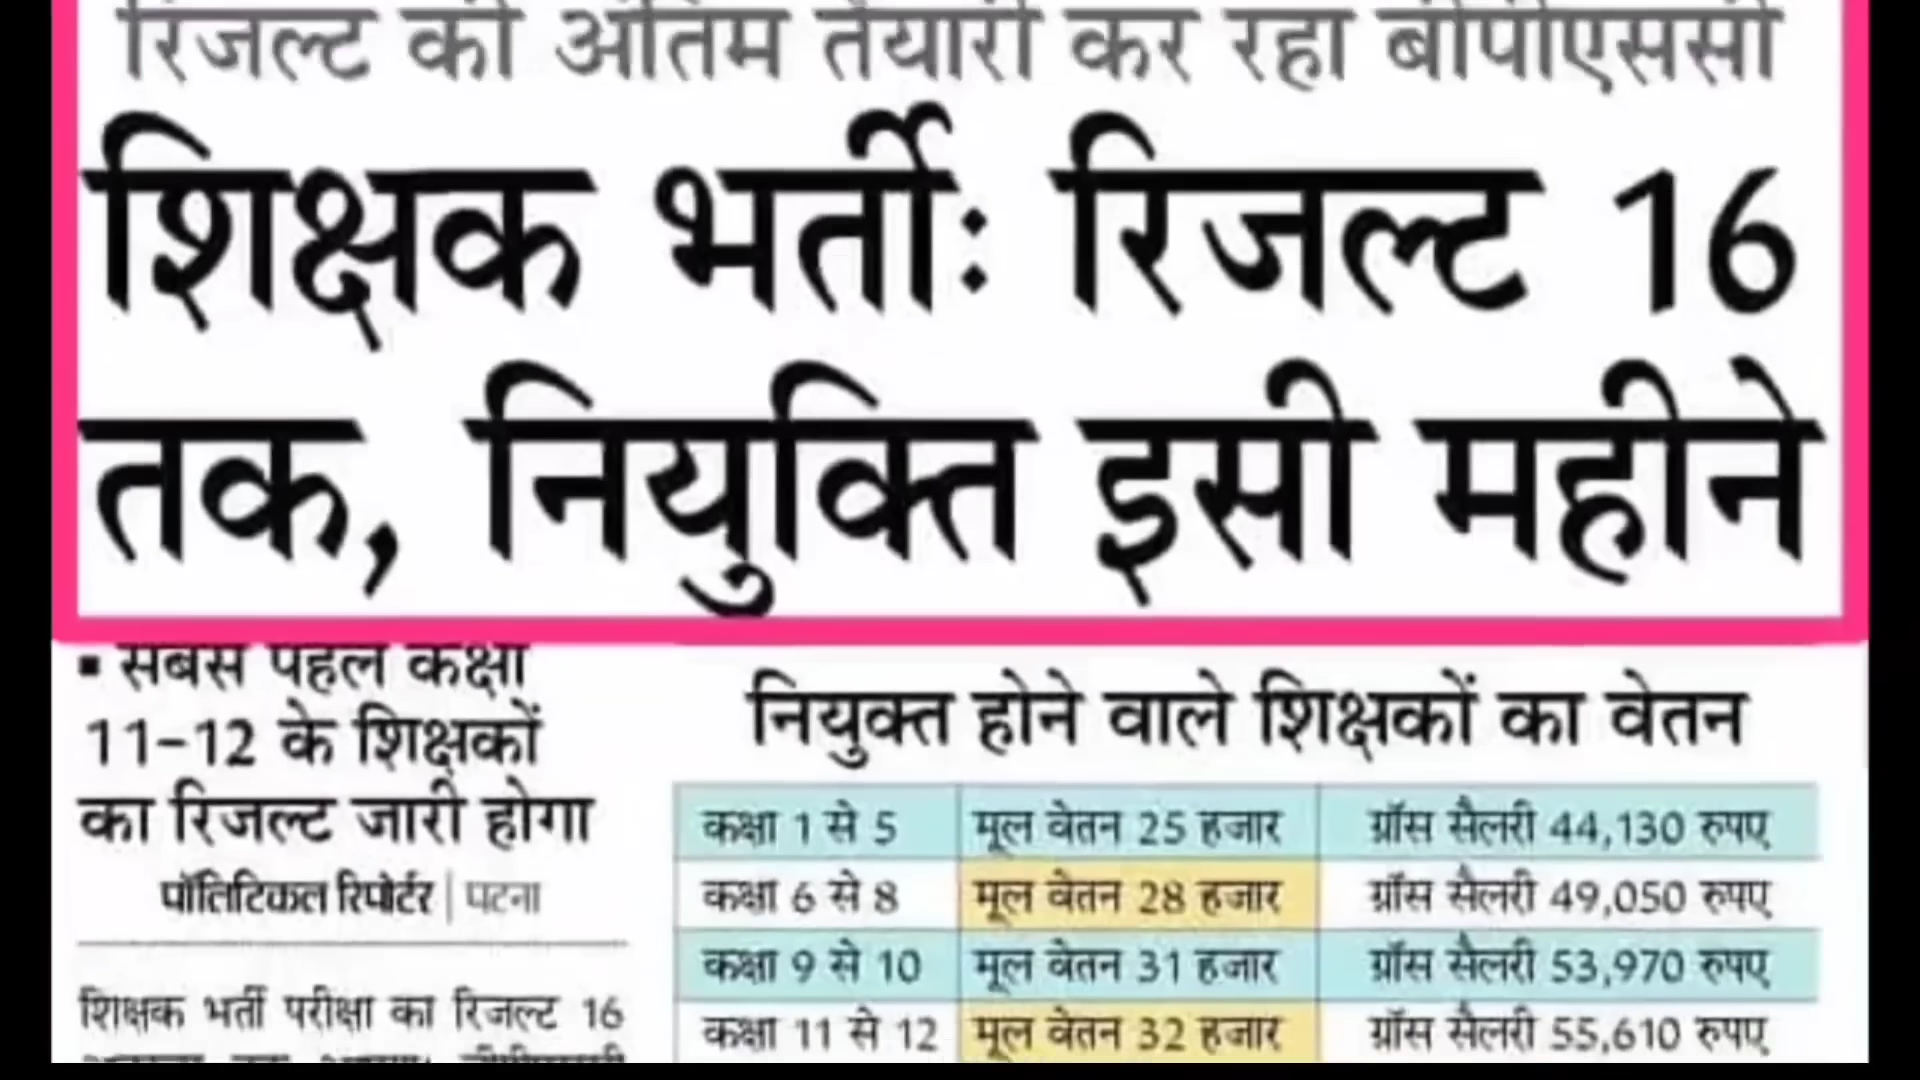 रिजल्ट की अंतिम तैयारी कर रहा बीपीएससी
शिक्षक भर्ती: रिजल्ट 16
तक, नियुक्ति इसी महीने
▪ सबसे पहले कक्षा
11-12 के शिक्षकों
का रिजल्ट जारी होगा
पॉलिटिकल रिपोर्टर | पटना
शिक्षक भर्ती परीक्षा का रिजल्ट 16
नियुक्त होने वाले शिक्षकों का वेतन
कक्षा 1 से 5 मूल वेतन 25 हजार ग्रॉस सैलरी 44,130 रुपए
कक्षा 6 से 8 मूल वेतन 28 हजार ग्रॉस सैलरी 49,050 रुपए
कक्षा 9 से 10 मूल वेतन 31 हजार ग्रॉस सैलरी 53,970 रुपए
कक्षा 11 से 12 मूल वेतन 32 हजार ग्रॉस सैलरी 55,610 रुपए